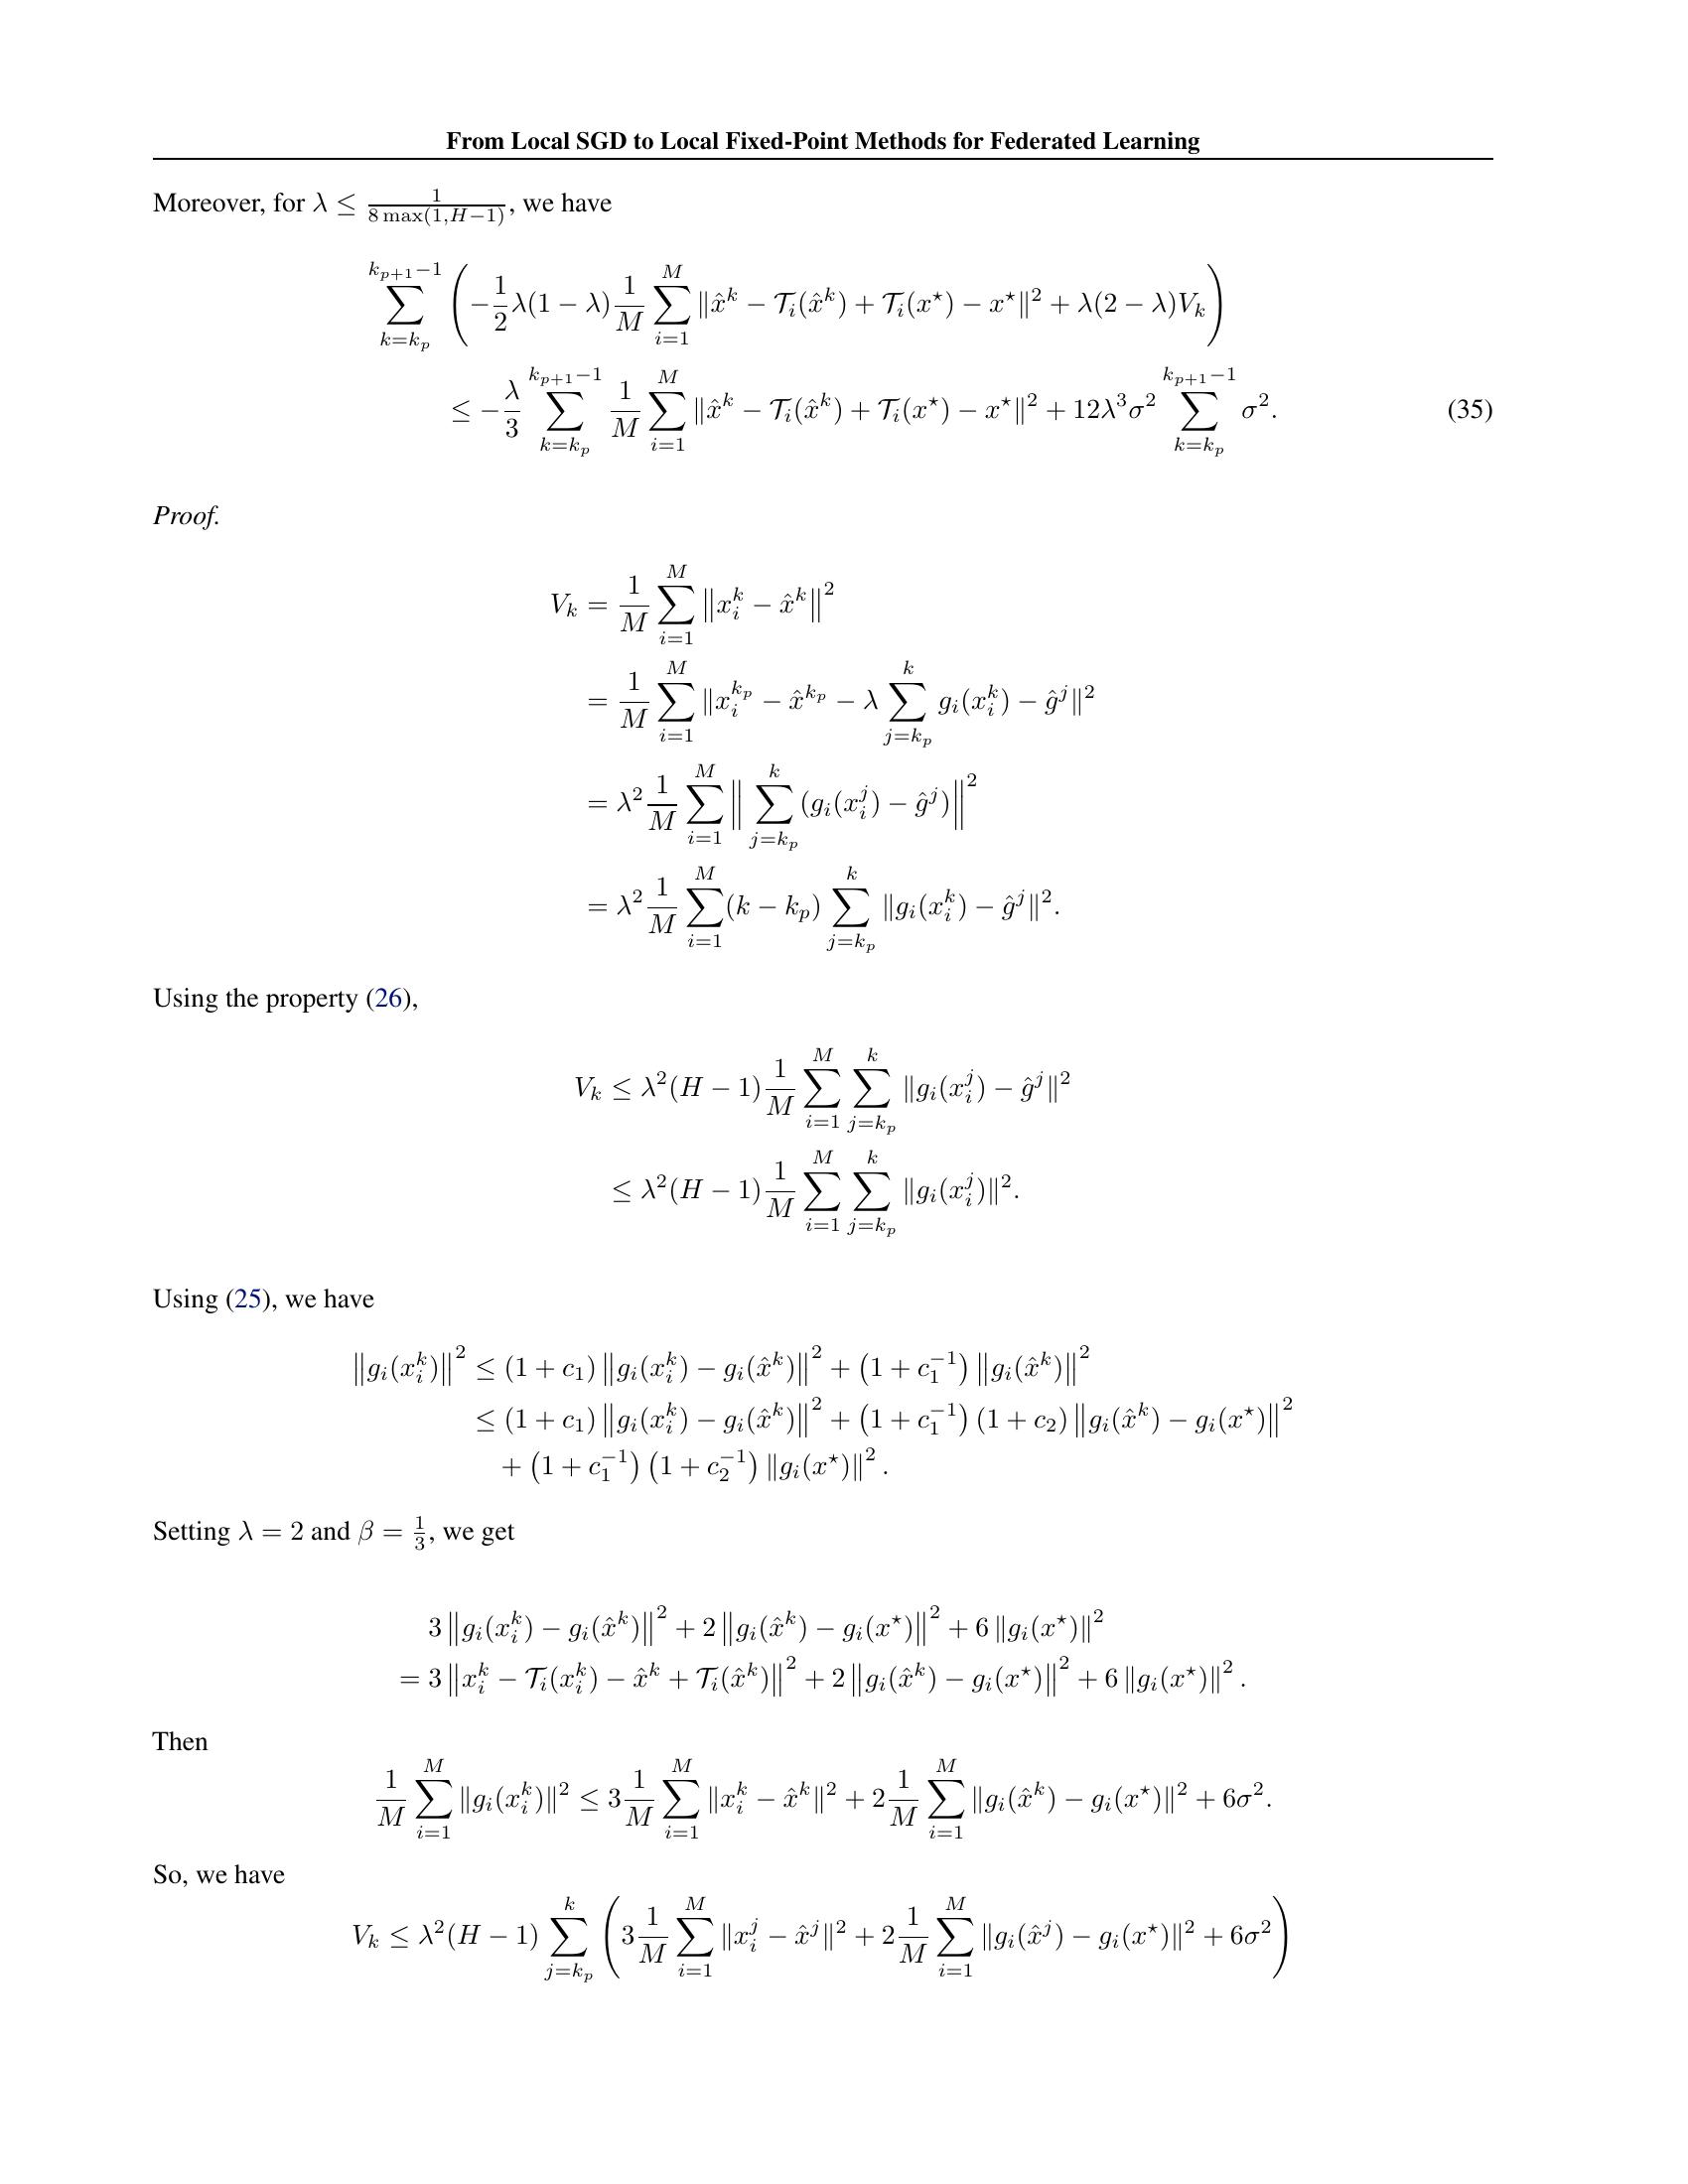 From Local SGD to Local Fixed-Point Methods for Federated Learning
Moreover, for $\lambda \leq \frac{1}{8\max(1,H-1)}$, we have
$\sum_{k=k_p}^{k_{p+1}-1} \left( -\frac{1}{2}\lambda(1-\lambda)\frac{1}{M}\sum_{i=1}^{M} \|\hat{x}^k - \mathcal{T}_i(\hat{x}^k) + \mathcal{T}_i(x^\star) - x^\star\|^2 + \lambda(2-\lambda)V_k \right)$
$\leq -\frac{\lambda}{3} \sum_{k=k_p}^{k_{p+1}-1} \frac{1}{M}\sum_{i=1}^{M} \|\hat{x}^k - \mathcal{T}_i(\hat{x}^k) + \mathcal{T}_i(x^\star) - x^\star\|^2 + 12\lambda^3\sigma^2 \sum_{k=k_p}^{k_{p+1}-1} \sigma^2.$ (35)
Proof.
$V_k = \frac{1}{M}\sum_{i=1}^{M} \left\|x_i^k - \hat{x}^k\right\|^2$
$= \frac{1}{M}\sum_{i=1}^{M} \|x_i^{k_p} - \hat{x}^{k_p} - \lambda \sum_{j=k_p}^{k} g_i(x_i^k) - \hat{g}^j\|^2$
$= \lambda^2 \frac{1}{M}\sum_{i=1}^{M} \left\| \sum_{j=k_p}^{k} (g_i(x_i^j) - \hat{g}^j) \right\|^2$
$= \lambda^2 \frac{1}{M}\sum_{i=1}^{M} (k - k_p) \sum_{j=k_p}^{k} \|g_i(x_i^k) - \hat{g}^j\|^2.$
Using the property (26),
$V_k \leq \lambda^2(H-1)\frac{1}{M}\sum_{i=1}^{M}\sum_{j=k_p}^{k} \|g_i(x_i^j) - \hat{g}^j\|^2$
$\leq \lambda^2(H-1)\frac{1}{M}\sum_{i=1}^{M}\sum_{j=k_p}^{k} \|g_i(x_i^j)\|^2.$
Using (25), we have
$\left\|g_i(x_i^k)\right\|^2 \leq (1+c_1)\left\|g_i(x_i^k) - g_i(\hat{x}^k)\right\|^2 + \left(1+c_1^{-1}\right)\left\|g_i(\hat{x}^k)\right\|^2$
$\leq (1+c_1)\left\|g_i(x_i^k) - g_i(\hat{x}^k)\right\|^2 + \left(1+c_1^{-1}\right)(1+c_2)\left\|g_i(\hat{x}^k) - g_i(x^\star)\right\|^2$
$+ \left(1+c_1^{-1}\right)\left(1+c_2^{-1}\right)\|g_i(x^\star)\|^2.$
Setting $\lambda = 2$ and $\beta = \frac{1}{3}$, we get
$3\left\|g_i(x_i^k) - g_i(\hat{x}^k)\right\|^2 + 2\left\|g_i(\hat{x}^k) - g_i(x^\star)\right\|^2 + 6\|g_i(x^\star)\|^2$
$= 3\left\|x_i^k - \mathcal{T}_i(x_i^k) - \hat{x}^k + \mathcal{T}_i(\hat{x}^k)\right\|^2 + 2\left\|g_i(\hat{x}^k) - g_i(x^\star)\right\|^2 + 6\|g_i(x^\star)\|^2.$
Then
$\frac{1}{M}\sum_{i=1}^{M} \|g_i(x_i^k)\|^2 \leq 3\frac{1}{M}\sum_{i=1}^{M} \|x_i^k - \hat{x}^k\|^2 + 2\frac{1}{M}\sum_{i=1}^{M} \|g_i(\hat{x}^k) - g_i(x^\star)\|^2 + 6\sigma^2.$
So, we have
$V_k \leq \lambda^2(H-1)\sum_{j=k_p}^{k} \left( 3\frac{1}{M}\sum_{i=1}^{M} \|x_i^j - \hat{x}^j\|^2 + 2\frac{1}{M}\sum_{i=1}^{M} \|g_i(\hat{x}^j) - g_i(x^\star)\|^2 + 6\sigma^2 \right)$